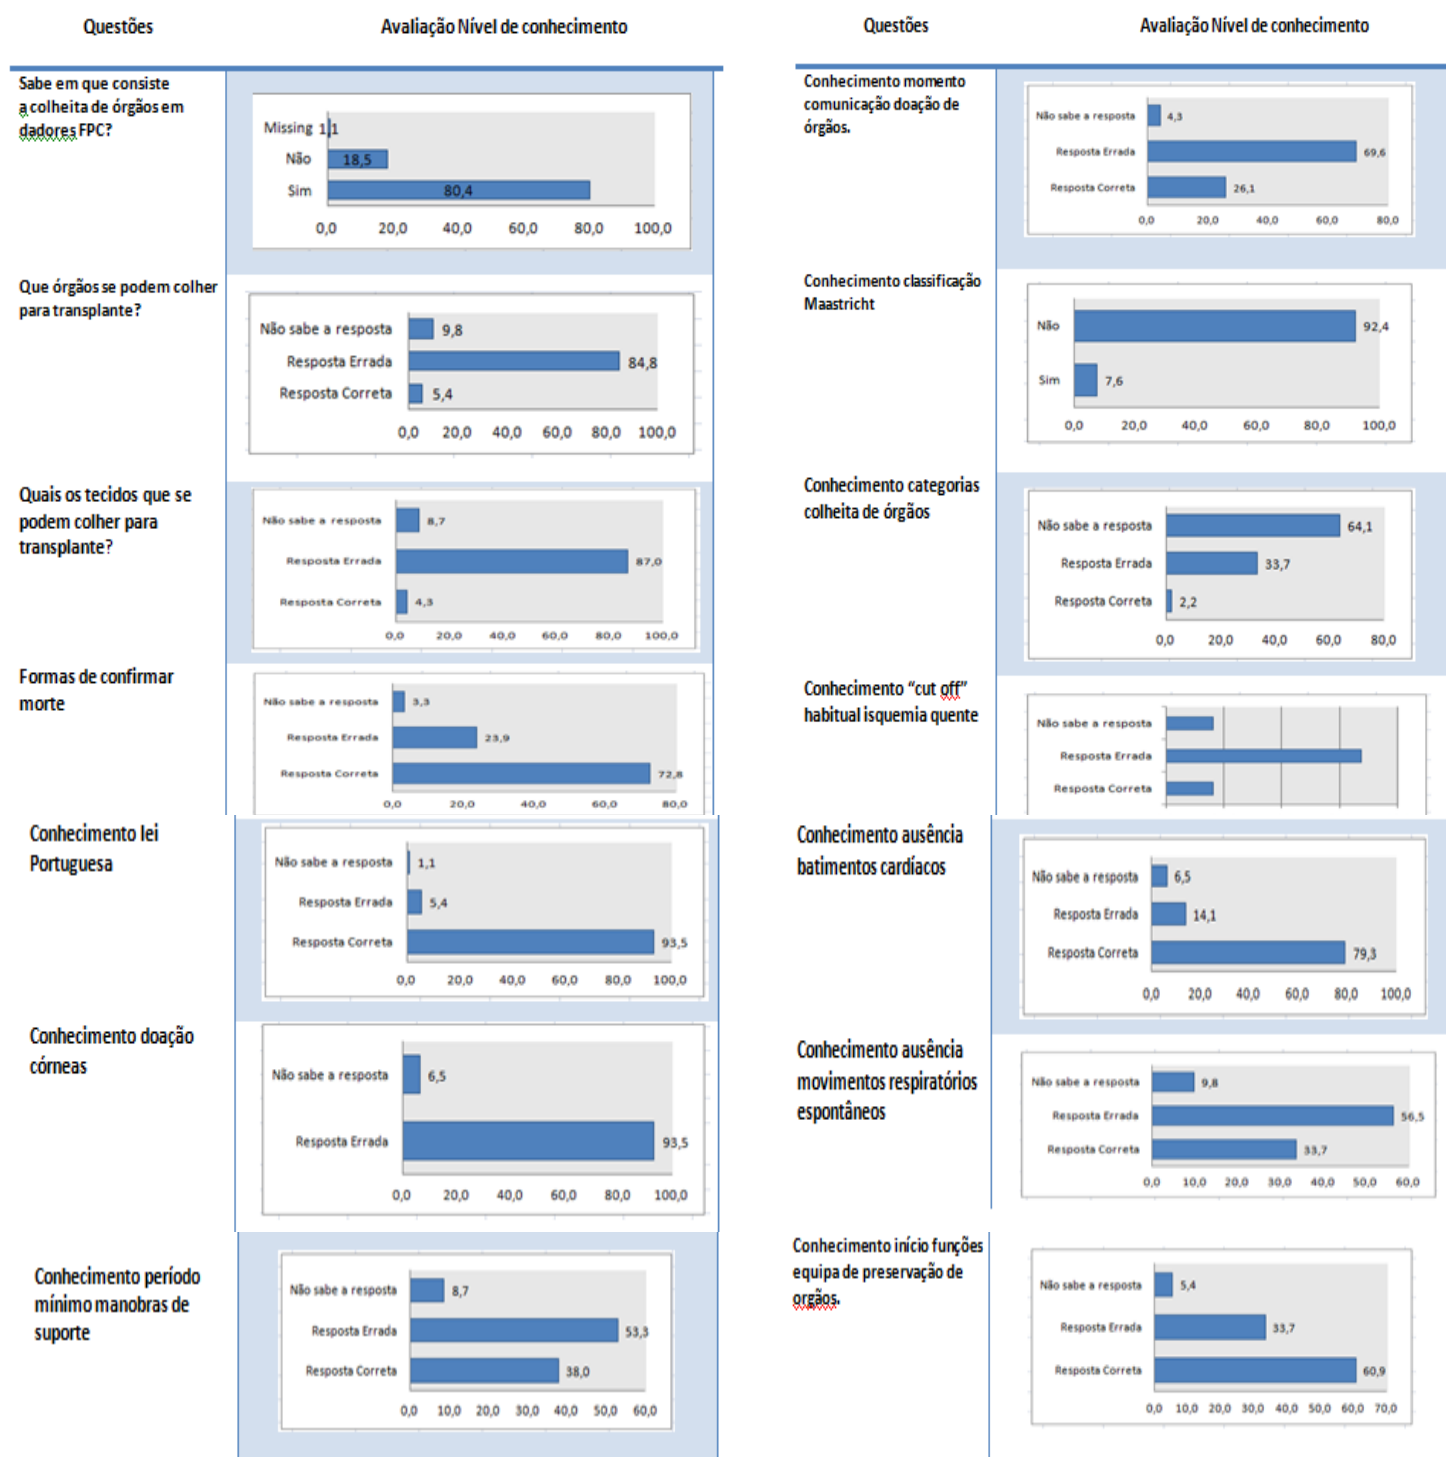 Questões
Avaliação Nível de conhecimento
Sabe em que consiste
a colheita de órgãos em
dadores FPC?
Missing 1,1
Não 18,5
Sim 80,4
0,0 20,0 40,0 60,0 80,0 100,0
Que órgãos se podem colher
para transplante?
Não sabe a resposta 9,8
Resposta Errada 84,8
Resposta Correta 5,4
0,0 20,0 40,0 60,0 80,0 100,0
Quais os tecidos que se
podem colher para
transplante?
Não sabe a resposta 8,7
Resposta Errada 87,0
Resposta Correta 4,3
0,0 20,0 40,0 60,0 80,0 100,0
Formas de confirmar
morte
Não sabe a resposta 3,3
Resposta Errada 23,9
Resposta Correta 72,8
0,0 20,0 40,0 60,0 80,0
Conhecimento lei
Portuguesa
Não sabe a resposta 1,1
Resposta Errada 5,4
Resposta Correta 93,5
0,0 20,0 40,0 60,0 80,0 100,0
Conhecimento doação
córneas
Não sabe a resposta 6,5
Resposta Errada 93,5
0,0 20,0 40,0 60,0 80,0 100,0
Conhecimento período
mínimo manobras de
suporte
Não sabe a resposta 8,7
Resposta Errada 53,3
Resposta Correta 38,0
0,0 10,0 20,0 30,0 40,0 50,0 60,0
Questões
Avaliação Nível de conhecimento
Conhecimento momento
comunicação doação de
órgãos.
Não sabe a resposta 4,3
Resposta Errada 69,6
Resposta Correta 26,1
0,0 20,0 40,0 60,0 80,0
Conhecimento classificação
Maastricht
Não 92,4
Sim 7,6
0,0 20,0 40,0 60,0 80,0 100,0
Conhecimento categorias
colheita de órgãos
Não sabe a resposta 64,1
Resposta Errada 33,7
Resposta Correta 2,2
0,0 20,0 40,0 60,0 80,0
Conhecimento “cut off”
habitual isquemia quente
Não sabe a resposta
Resposta Errada
Resposta Correta
Conhecimento ausência
batimentos cardíacos
Não sabe a resposta 6,5
Resposta Errada 14,1
Resposta Correta 79,3
0,0 20,0 40,0 60,0 80,0 100,0
Conhecimento ausência
movimentos respiratórios
espontâneos
Não sabe a resposta 9,8
Resposta Errada 56,5
Resposta Correta 33,7
0,0 10,0 20,0 30,0 40,0 50,0 60,0
Conhecimento início funções
equipa de preservação de
orgãos.
Não sabe a resposta 5,4
Resposta Errada 33,7
Resposta Correta 60,9
0,0 10,0 20,0 30,0 40,0 50,0 60,0 70,0